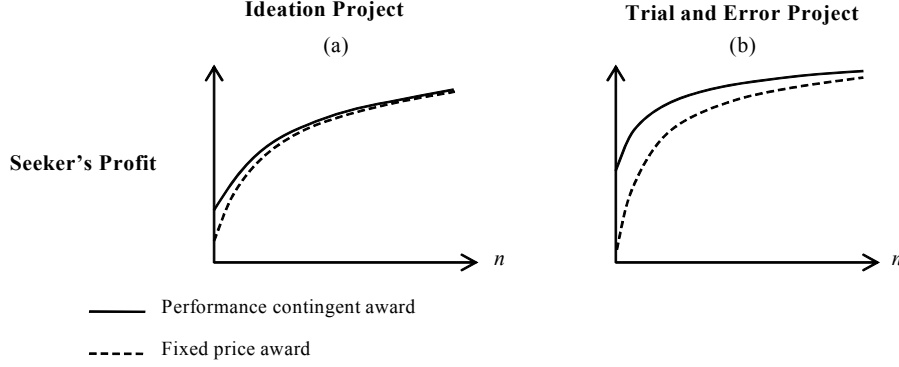 Ideation Project
Trial and Error Project
(a)
(b)
Seeker’s Profit
n
n
Performance contingent award
Fixed price award